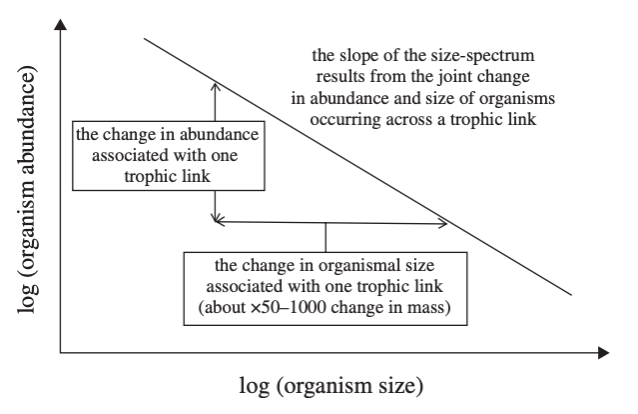 the slope of the size-spectrum
results from the joint change
in abundance and size of organisms
occurring across a trophic link
the change in abundance
associated with one
trophic link
the change in organismal size
associated with one trophic link
(about ×50–1000 change in mass)
log (organism abundance)
log (organism size)